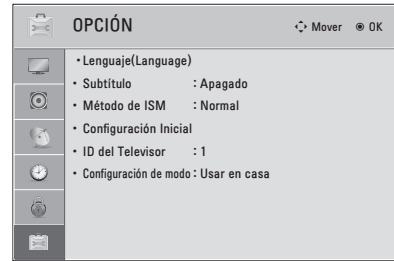 OPCIÓN Mover OK
• Lenguaje(Language)
• Subtítulo : Apagado
• Método de ISM : Normal
• Configuración Inicial
• ID del Televisor : 1
• Configuración de modo : Usar en casa